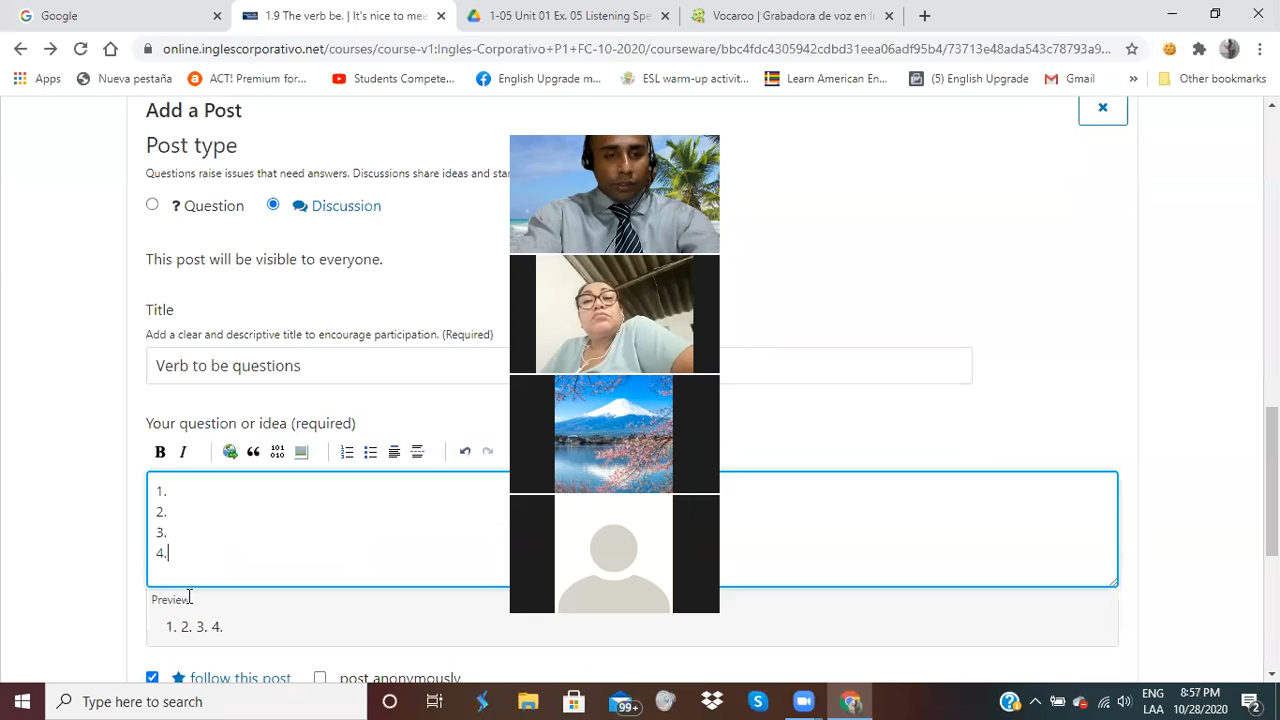 Google
1.9 The verb be. | It's nice to mee
1-05 Unit 01 Ex. 05 Listening Spe
Vocaroo | Grabadora de voz en lí
online.inglescorporativo.net/courses/course-v1:Ingles-Corporativo+P1+FC-10-2020/courseware/bbc4fdc4305942cdbd31eea06adf95b4/73713e48ada543c78793a9...
Apps
Nueva pestaña
ACT! Premium for...
Students Compete...
English Upgrade m...
ESL warm-up activit...
Learn American En...
(5) English Upgrade
Gmail
»
Other bookmarks
Add a Post
Post type
Questions raise issues that need answers. Discussions share ideas and star
? Question
Discussion
This post will be visible to everyone.
Title
Add a clear and descriptive title to encourage participation. (Required)
Verb to be questions
Your question or idea (required)
B I
1.
2.
3.
4.
Preview
1. 2. 3. 4.
follow this post
post anonymously
Type here to search
99+
ENG
LAA
8:57 PM
10/28/2020
2